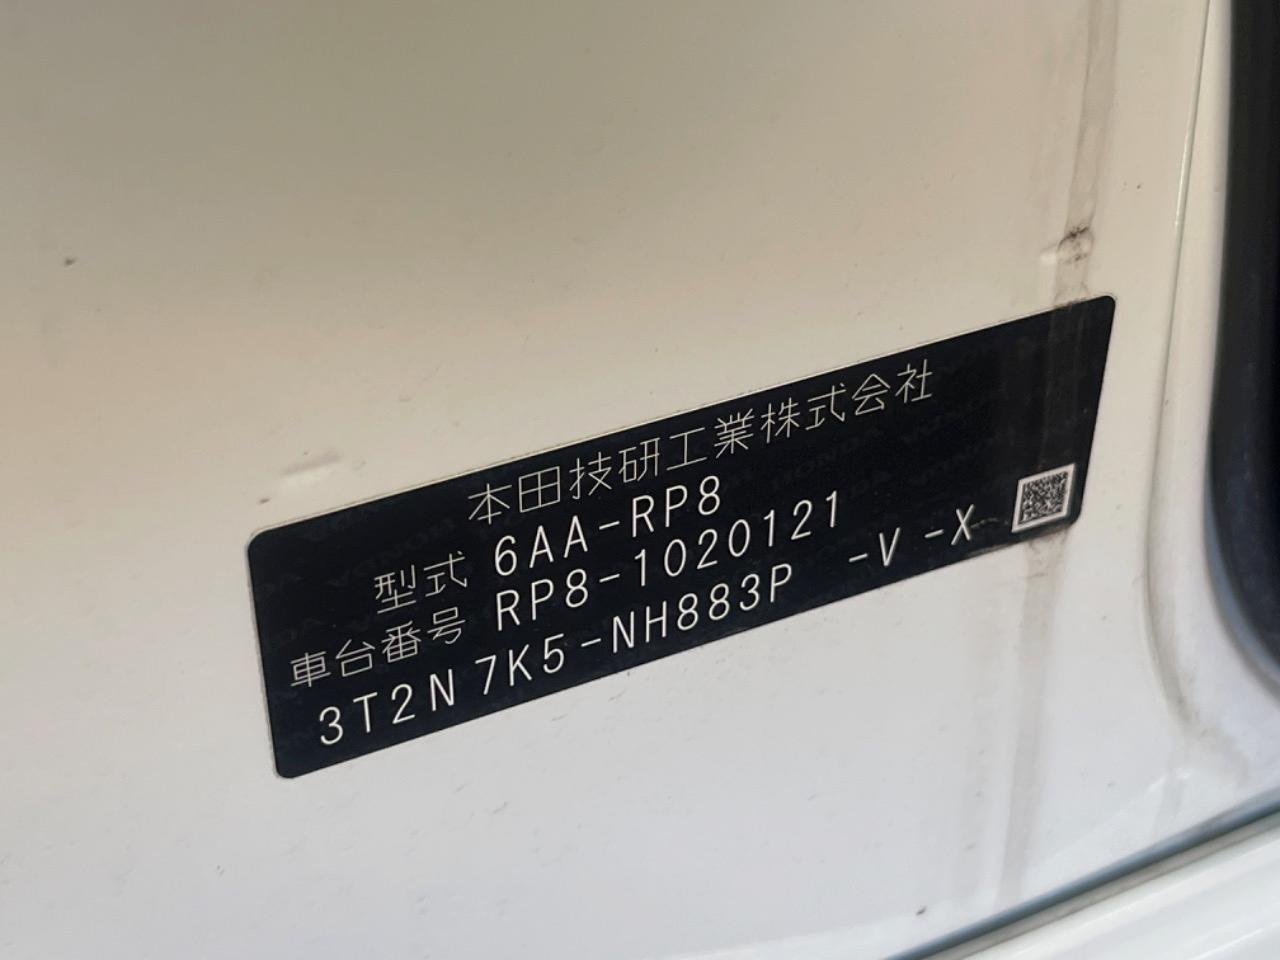 本田技研工業株式会社
型式 6AA-RP8
車台番号 RP8-1020121
3T2N 7K5-NH883P -V -X